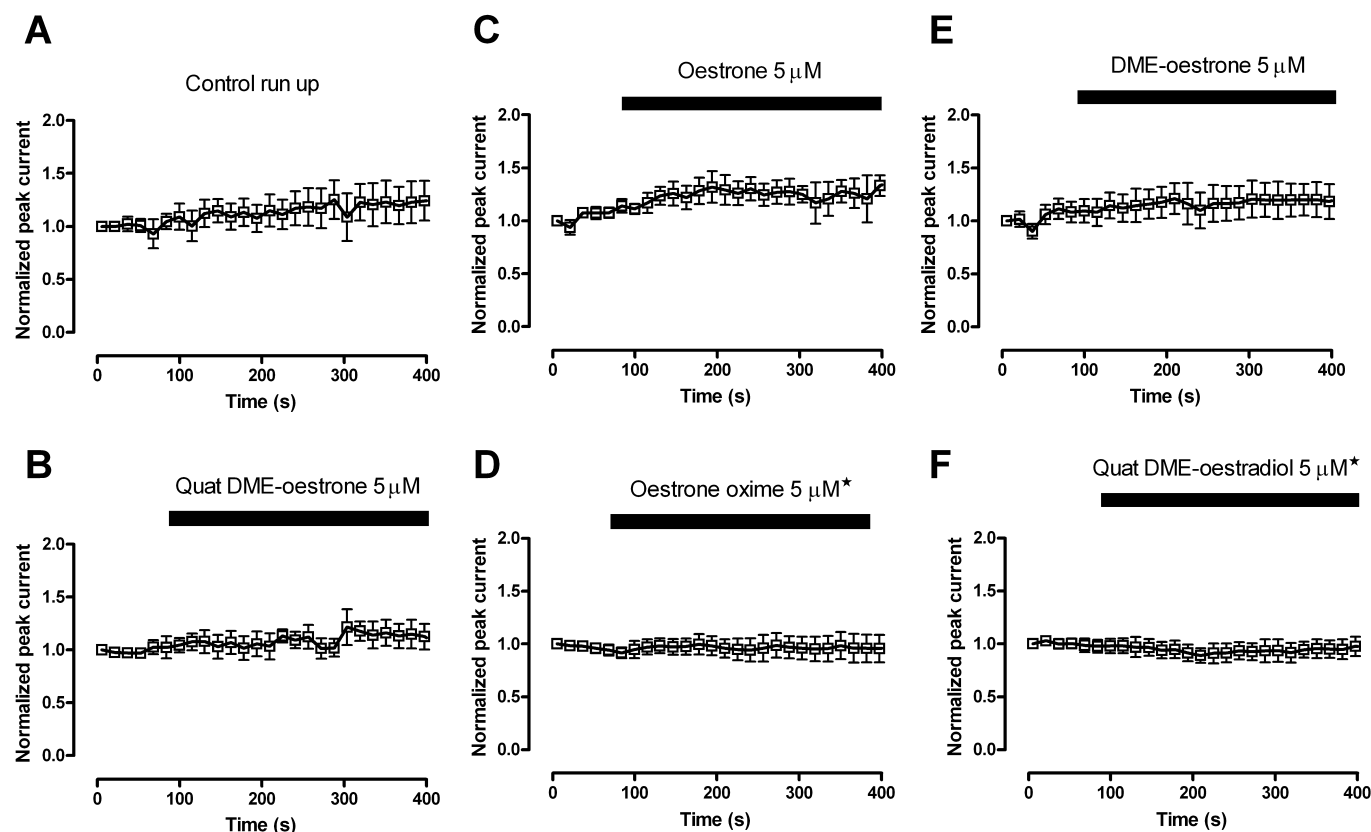 A
Control run up
Normalized peak current
2.0
1.5
1.0
0.5
0.0
0 100 200 300 400
Time (s)
C
Oestrone 5 μM
Normalized peak current
2.0
1.5
1.0
0.5
0.0
0 100 200 300 400
Time (s)
E
DME-oestrone 5 μM
Normalized peak current
2.0
1.5
1.0
0.5
0.0
0 100 200 300 400
Time (s)
B
Quat DME-oestrone 5 μM
Normalized peak current
2.0
1.5
1.0
0.5
0.0
0 100 200 300 400
Time (s)
D
Oestrone oxime 5 μM★
Normalized peak current
2.0
1.5
1.0
0.5
0.0
0 100 200 300 400
Time (s)
F
Quat DME-oestradiol 5 μM★
Normalized peak current
2.0
1.5
1.0
0.5
0.0
0 100 200 300 400
Time (s)